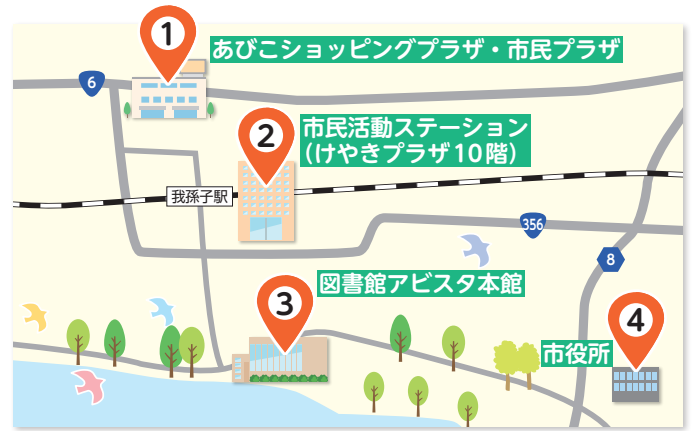 1
あびこショッピングプラザ・市民プラザ
6
2
市民活動ステーション
(けやきプラザ10階)
我孫子駅
356
8
図書館アビスタ本館
3
4
市役所